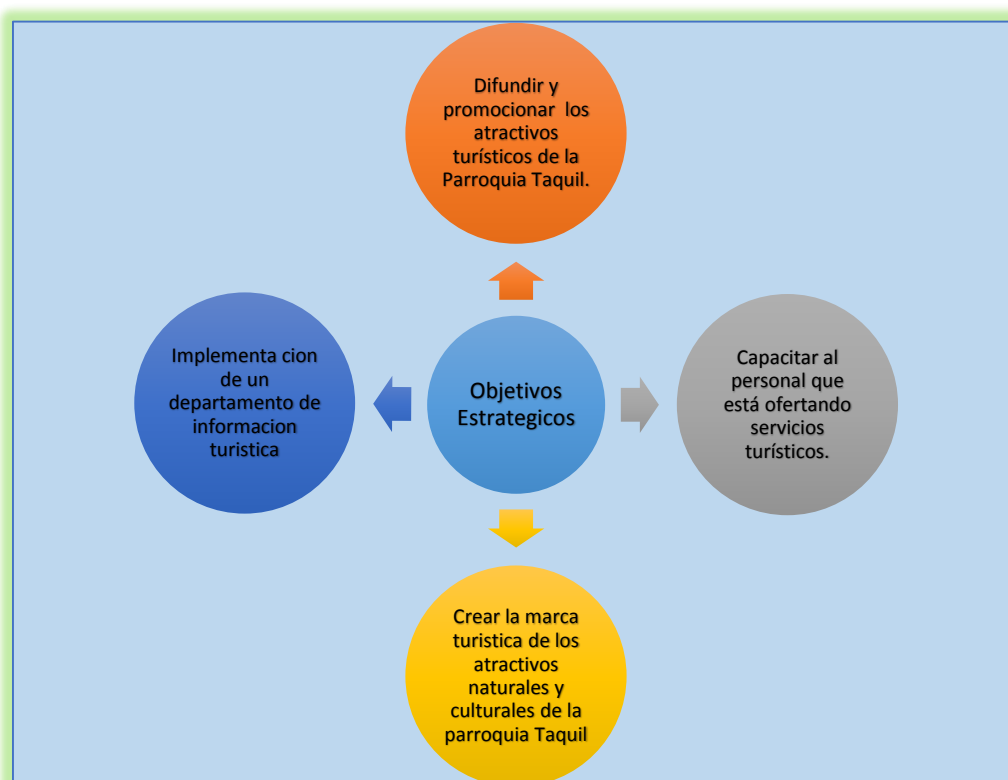 Difundir y
promocionar los
atractivos
turísticos de la
Parroquia Taquil.
Implementa cion
de un
departamento de
informacion
turistica
Objetivos
Estrategicos
Capacitar al
personal que
está ofertando
servicios
turísticos.
Crear la marca
turistica de los
atractivos
naturales y
culturales de la
parroquia Taquil